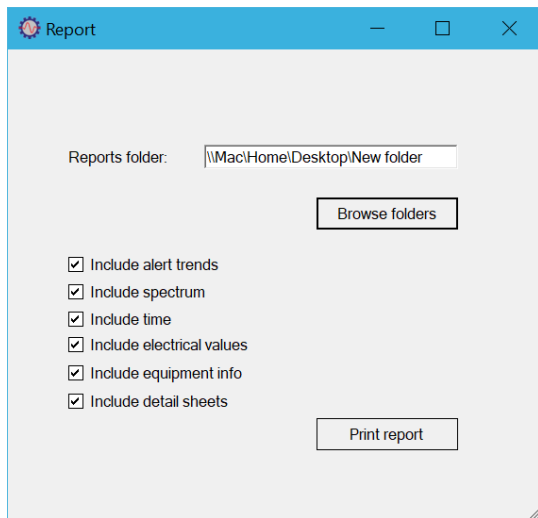 Report
Reports folder: \\Mac\Home\Desktop\New folder
Browse folders
Include alert trends
Include spectrum
Include time
Include electrical values
Include equipment info
Include detail sheets
Print report